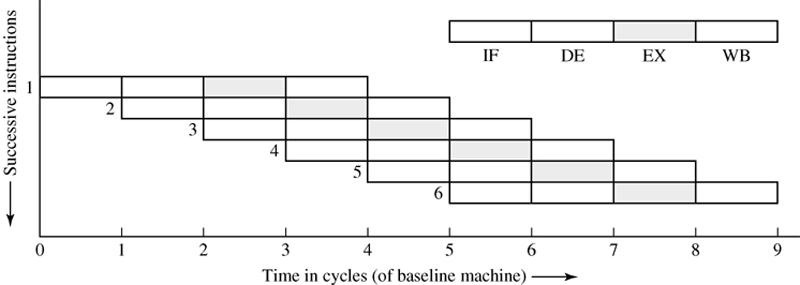 IF DE EX WB
1
2
3
4
5
6
Successive instructions
0 1 2 3 4 5 6 7 8 9
Time in cycles (of baseline machine)